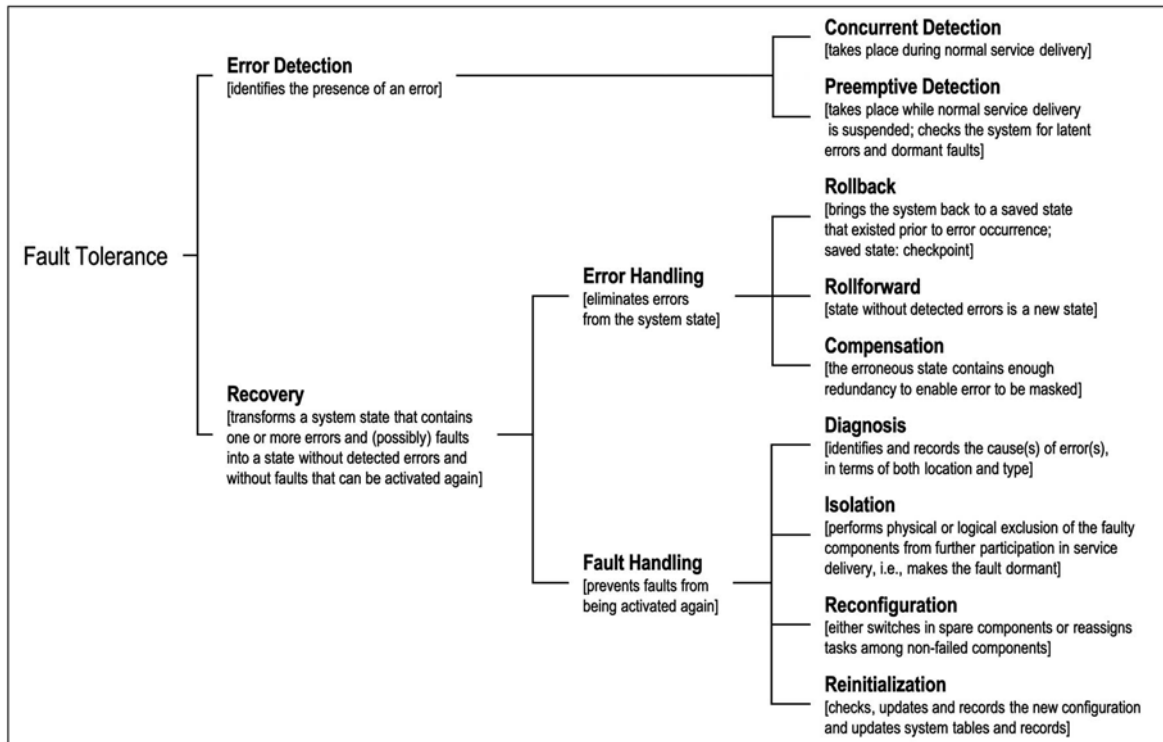 Fault Tolerance
Error Detection
[identifies the presence of an error]
Concurrent Detection
[takes place during normal service delivery]
Preemptive Detection
[takes place while normal service delivery
is suspended; checks the system for latent
errors and dormant faults]
Recovery
[transforms a system state that contains
one or more errors and (possibly) faults
into a state without detected errors and
without faults that can be activated again]
Error Handling
[eliminates errors
from the system state]
Rollback
[brings the system back to a saved state
that existed prior to error occurrence;
saved state: checkpoint]
Rollforward
[state without detected errors is a new state]
Compensation
[the erroneous state contains enough
redundancy to enable error to be masked]
Fault Handling
[prevents faults from
being activated again]
Diagnosis
[identifies and records the cause(s) of error(s),
in terms of both location and type]
Isolation
[performs physical or logical exclusion of the faulty
components from further participation in service
delivery, i.e., makes the fault dormant]
Reconfiguration
[either switches in spare components or reassigns
tasks among non-failed components]
Reinitialization
[checks, updates and records the new configuration
and updates system tables and records]